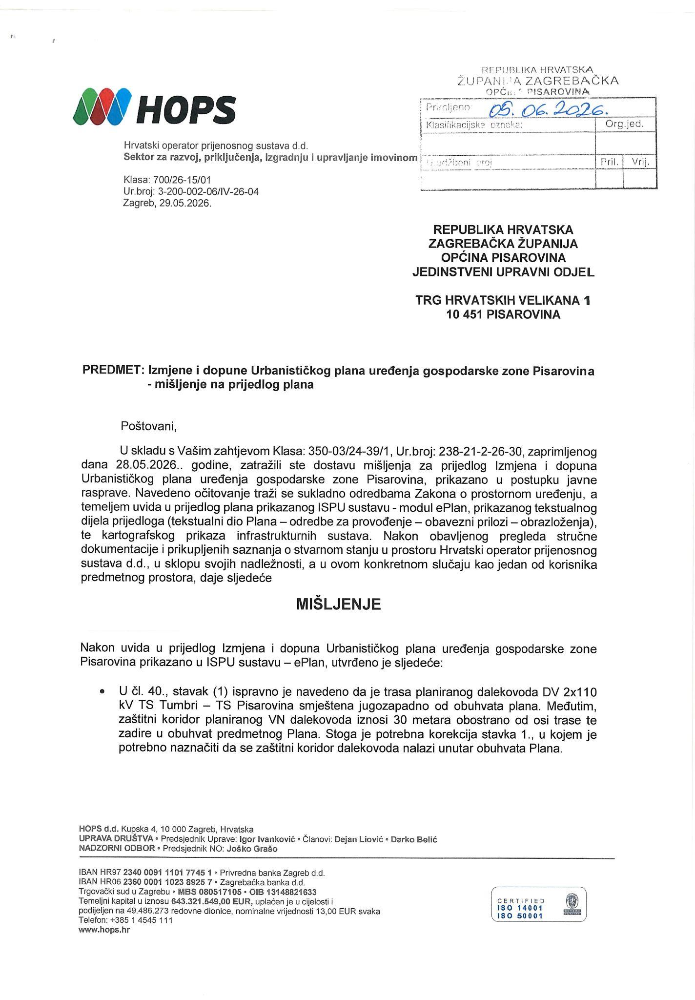 REPUBLIKA HRVATSKA
ŽUPANIJA ZAGREBAČKA
OPĆINA PISAROVINA
Primljeno: 05. 06. 2026.
Klasifikacijska oznaka: Org.jed.
Urudžbeni broj Pril. Vrij.
HOPS
Hrvatski operator prijenosnog sustava d.d.
Sektor za razvoj, priključenja, izgradnju i upravljanje imovinom
Klasa: 700/26-15/01
Ur.broj: 3-200-002-06/IV-26-04
Zagreb, 29.05.2026.
REPUBLIKA HRVATSKA
ZAGREBAČKA ŽUPANIJA
OPĆINA PISAROVINA
JEDINSTVENI UPRAVNI ODJEL
TRG HRVATSKIH VELIKANA 1
10 451 PISAROVINA
PREDMET: Izmjene i dopune Urbanističkog plana uređenja gospodarske zone Pisarovina
- mišljenje na prijedlog plana
Poštovani,
U skladu s Vašim zahtjevom Klasa: 350-03/24-39/1, Ur.broj: 238-21-2-26-30, zaprimljenog
dana 28.05.2026.. godine, zatražili ste dostavu mišljenja za prijedlog Izmjena i dopuna
Urbanističkog plana uređenja gospodarske zone Pisarovina, prikazano u postupku javne
rasprave. Navedeno očitovanje traži se sukladno odredbama Zakona o prostornom uređenju, a
temeljem uvida u prijedlog plana prikazanog ISPU sustavu - modul ePlan, prikazanog tekstualnog
dijela prijedloga (tekstualni dio Plana – odredbe za provođenje – obavezni prilozi – obrazloženja),
te kartografskog prikaza infrastrukturnih sustava. Nakon obavljenog pregleda stručne
dokumentacije i prikupljenih saznanja o stvarnom stanju u prostoru Hrvatski operator prijenosnog
sustava d.d., u sklopu svojih nadležnosti, a u ovom konkretnom slučaju kao jedan od korisnika
predmetnog prostora, daje sljedeće
MIŠLJENJE
Nakon uvida u prijedlog Izmjena i dopuna Urbanističkog plana uređenja gospodarske zone
Pisarovina prikazano u ISPU sustavu – ePlan, utvrđeno je sljedeće:
• U čl. 40., stavak (1) ispravno je navedeno da je trasa planiranog dalekovoda DV 2x110
kV TS Tumbri – TS Pisarovina smještena jugozapadno od obuhvata plana. Međutim,
zaštitni koridor planiranog VN dalekovoda iznosi 30 metara obostrano od osi trase te
zadire u obuhvat predmetnog Plana. Stoga je potrebna korekcija stavka 1., u kojem je
potrebno naznačiti da se zaštitni koridor dalekovoda nalazi unutar obuhvata Plana.
HOPS d.d. Kupska 4, 10 000 Zagreb, Hrvatska
UPRAVA DRUŠTVA • Predsjednik Uprave: Igor Ivanković • Članovi: Dejan Liović • Darko Belić
NADZORNI ODBOR • Predsjednik NO: Joško Grašo
IBAN HR97 2340 0091 1101 7745 1 • Privredna banka Zagreb d.d.
IBAN HR06 2360 0001 1023 8925 7 • Zagrebačka banka d.d.
Trgovački sud u Zagrebu • MBS 080517105 • OIB 13148821633
Temeljni kapital u iznosu 643.321.549,00 EUR, uplaćen je u cijelosti i
podijeljen na 49.486.273 redovne dionice, nominalne vrijednosti 13,00 EUR svaka
Telefon: +385 1 4545 111
www.hops.hr
CERTIFIED
ISO 14001
ISO 50001
BUREAU VERITAS